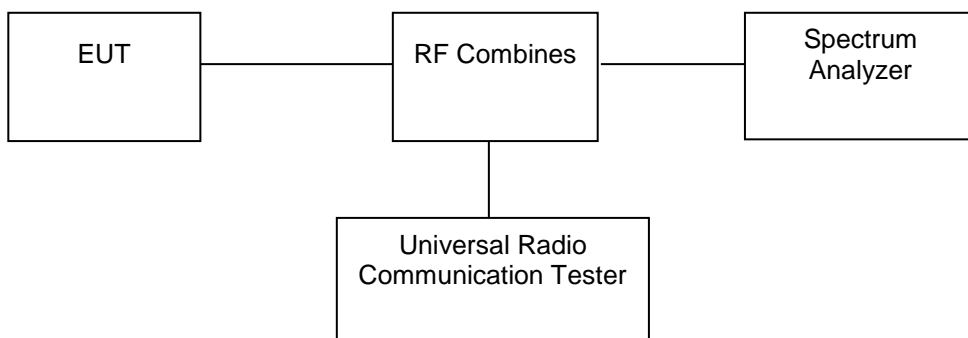 EUT
RF Combines
Spectrum
Analyzer
Universal Radio
Communication Tester